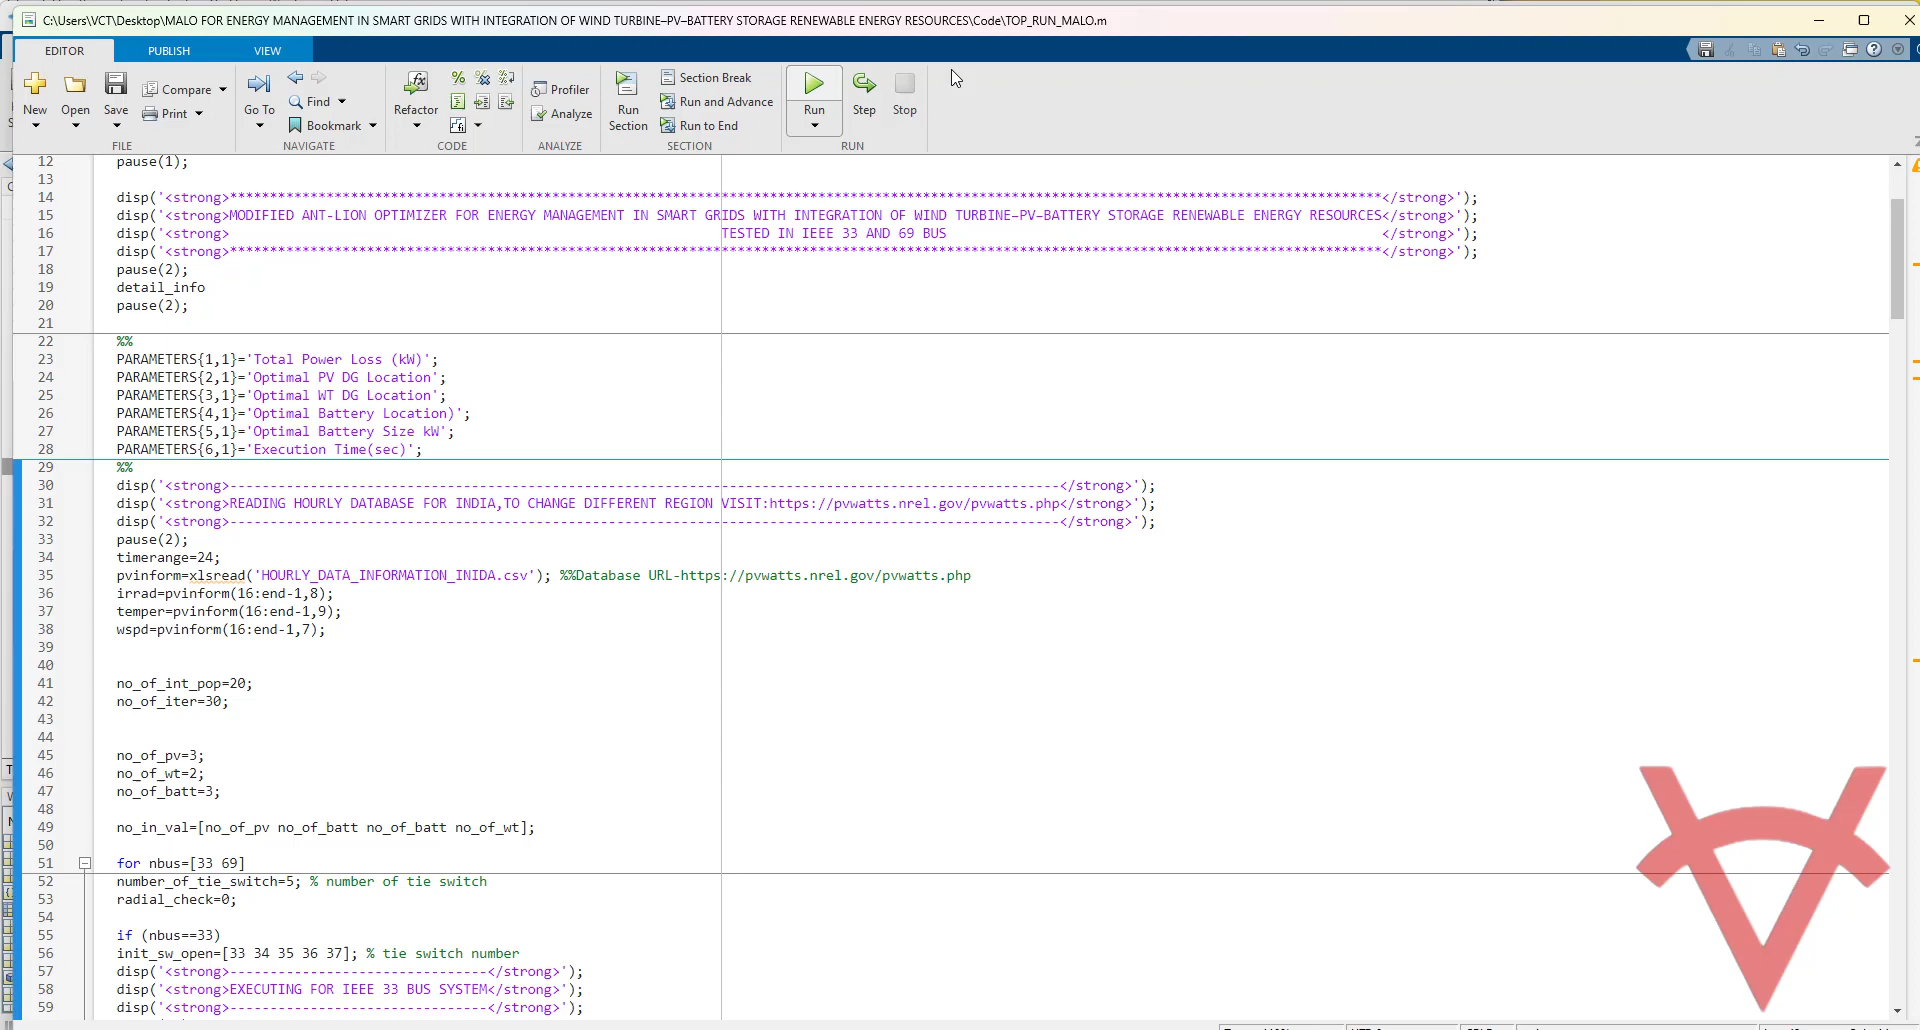 C:\Users\VCT\Desktop\MALO FOR ENERGY MANAGEMENT IN SMART GRIDS WITH INTEGRATION OF WIND TURBINE–PV–BATTERY STORAGE RENEWABLE ENERGY RESOURCES\Code\TOP_RUN_MALO.m
EDITOR PUBLISH VIEW
New Open Save Compare Print
Go To Find Bookmark
Refactor
Profiler Analyze
Run Section
Section Break
Run and Advance
Run to End
Run Step Stop
FILE NAVIGATE CODE ANALYZE SECTION RUN
12 pause(1);
13
14 disp('<strong>***********************************************************************************************************************************************</strong>');
15 disp('<strong>MODIFIED ANT-LION OPTIMIZER FOR ENERGY MANAGEMENT IN SMART GRIDS WITH INTEGRATION OF WIND TURBINE–PV–BATTERY STORAGE RENEWABLE ENERGY RESOURCES</strong>');
16 disp('<strong>                                                             TESTED IN IEEE 33 AND 69 BUS                                                      </strong>');
17 disp('<strong>***********************************************************************************************************************************************</strong>');
18 pause(2);
19 detail_info
20 pause(2);
21
22 %%
23 PARAMETERS{1,1}='Total Power Loss (kW)';
24 PARAMETERS{2,1}='Optimal PV DG Location';
25 PARAMETERS{3,1}='Optimal WT DG Location';
26 PARAMETERS{4,1}='Optimal Battery Location)';
27 PARAMETERS{5,1}='Optimal Battery Size kW';
28 PARAMETERS{6,1}='Execution Time(sec)';
29 %%
30 disp('<strong>-------------------------------------------------------------------------------------------------------</strong>');
31 disp('<strong>READING HOURLY DATABASE FOR INDIA,TO CHANGE DIFFERENT REGION VISIT:https://pvwatts.nrel.gov/pvwatts.php</strong>');
32 disp('<strong>-------------------------------------------------------------------------------------------------------</strong>');
33 pause(2);
34 timerange=24;
35 pvinform=xlsread('HOURLY_DATA_INFORMATION_INIDA.csv'); %%Database URL-https://pvwatts.nrel.gov/pvwatts.php
36 irrad=pvinform(16:end-1,8);
37 temper=pvinform(16:end-1,9);
38 wspd=pvinform(16:end-1,7);
39
40
41 no_of_int_pop=20;
42 no_of_iter=30;
43
44
45 no_of_pv=3;
46 no_of_wt=2;
47 no_of_batt=3;
48
49 no_in_val=[no_of_pv no_of_batt no_of_batt no_of_wt];
50
51 for nbus=[33 69]
52 number_of_tie_switch=5; % number of tie switch
53 radial_check=0;
54
55 if (nbus==33)
56 init_sw_open=[33 34 35 36 37]; % tie switch number
57 disp('<strong>--------------------------------</strong>');
58 disp('<strong>EXECUTING FOR IEEE 33 BUS SYSTEM</strong>');
59 disp('<strong>--------------------------------</strong>');